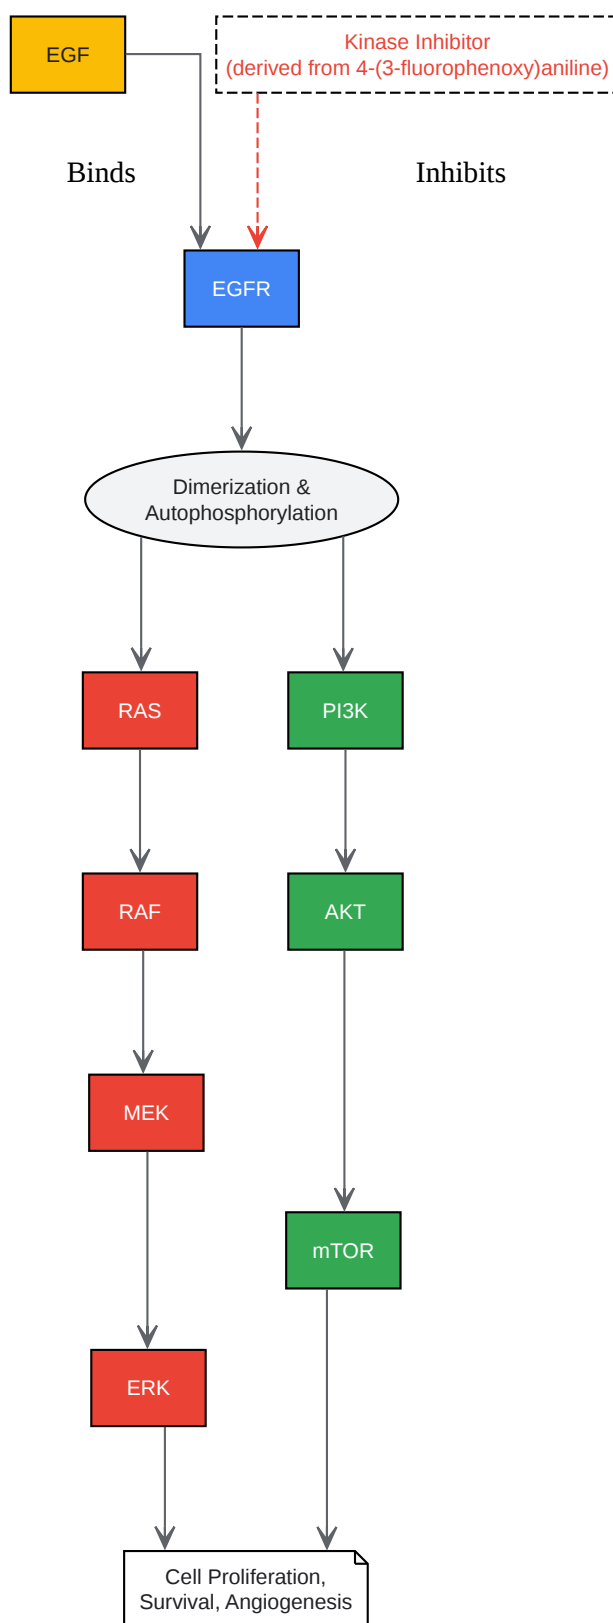 EGF
Kinase Inhibitor
(derived from 4-(3-fluorophenoxy)aniline)
Binds
Inhibits
EGFR
Dimerization &
Autophosphorylation
RAS
PI3K
RAF
AKT
MEK
mTOR
ERK
Cell Proliferation,
Survival, Angiogenesis